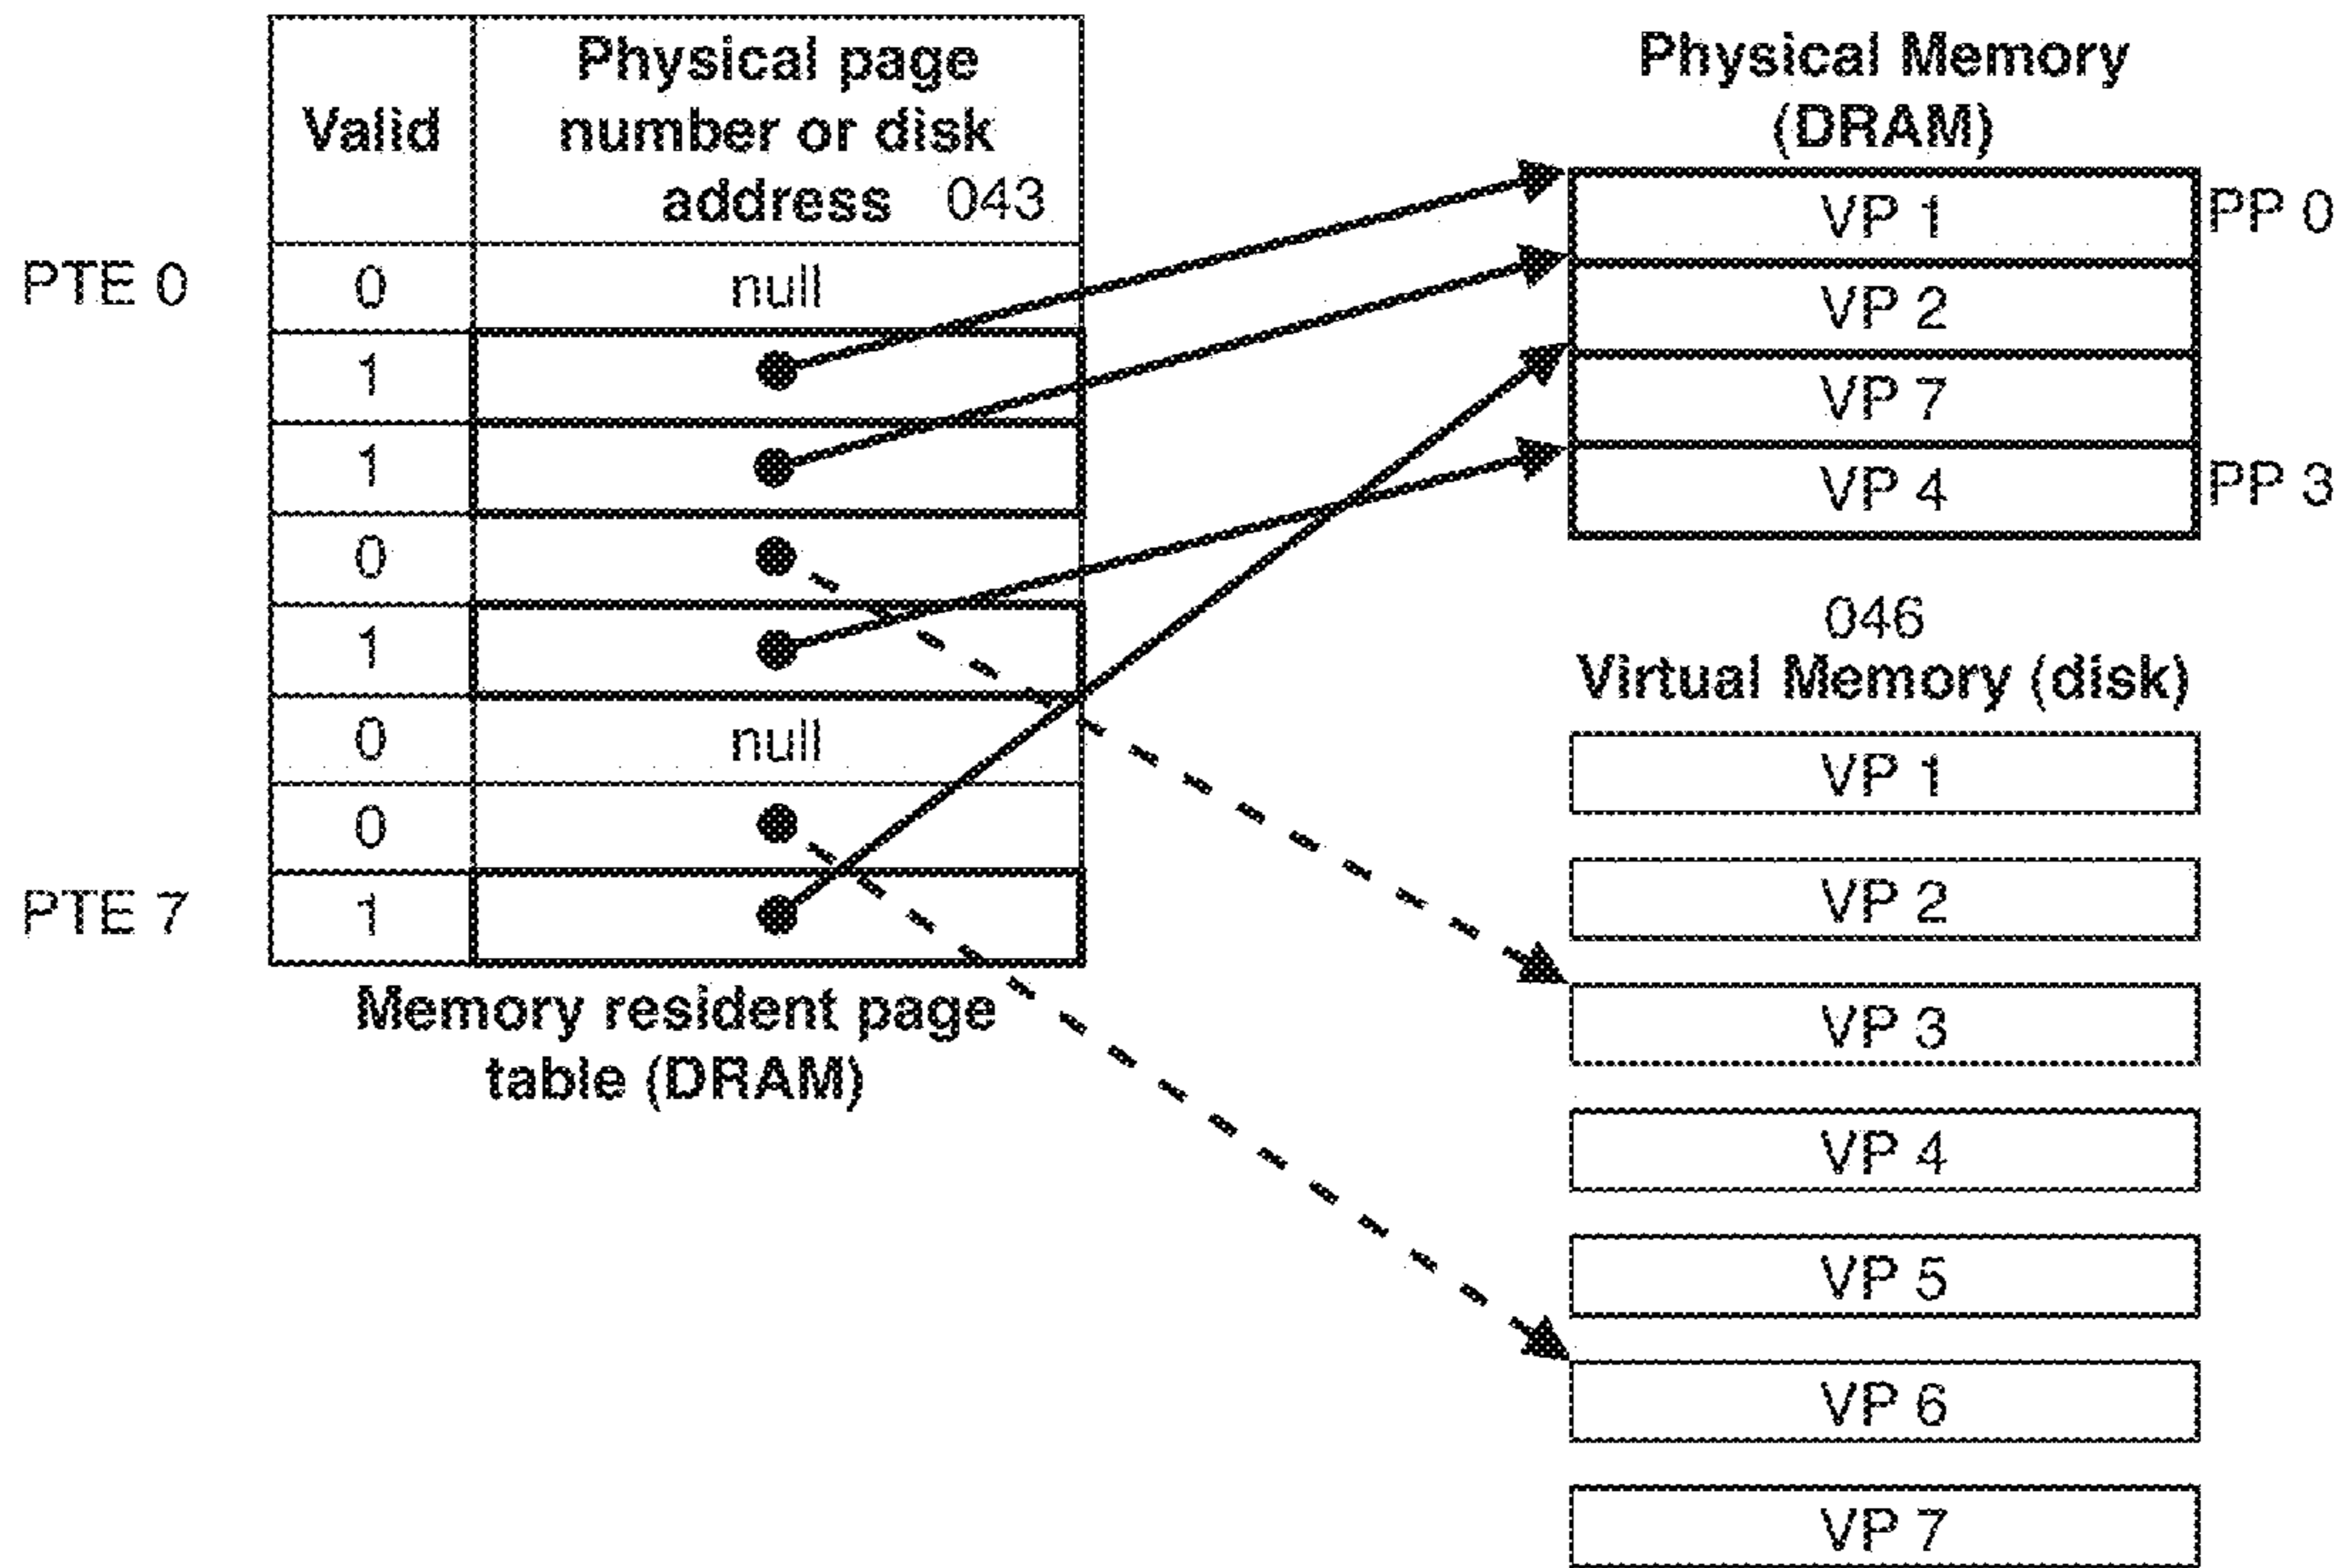 Valid
Physical page
number or disk
address 043
PTE 0
0 null
1
1
0
1
0 null
0
PTE 7
1
Memory resident page
table (DRAM)
Physical Memory
(DRAM)
VP 1 PP 0
VP 2
VP 7
VP 4 PP 3
046
Virtual Memory (disk)
VP 1
VP 2
VP 3
VP 4
VP 5
VP 6
VP 7